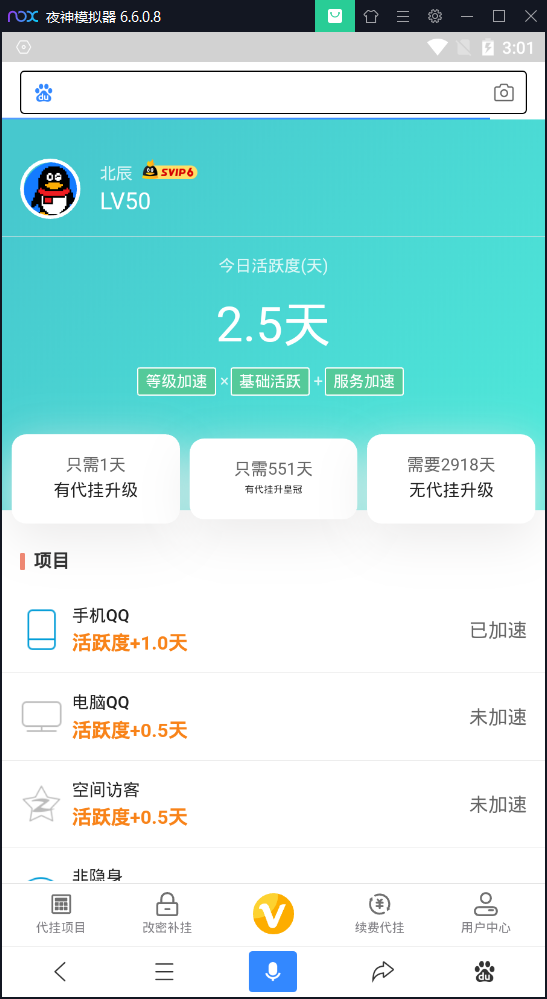 nox 夜神模拟器 6.6.0.8
3:01
du
北辰 SVIP6
LV50
今日活跃度(天)
2.5天
等级加速 × 基础活跃 + 服务加速
只需1天
有代挂升级
只需551天
有代挂升皇冠
需要2918天
无代挂升级
项目
手机QQ
活跃度+1.0天
已加速
电脑QQ
活跃度+0.5天
未加速
空间访客
活跃度+0.5天
未加速
非隐身
代挂项目 改密补挂 V 续费代挂 用户中心
du